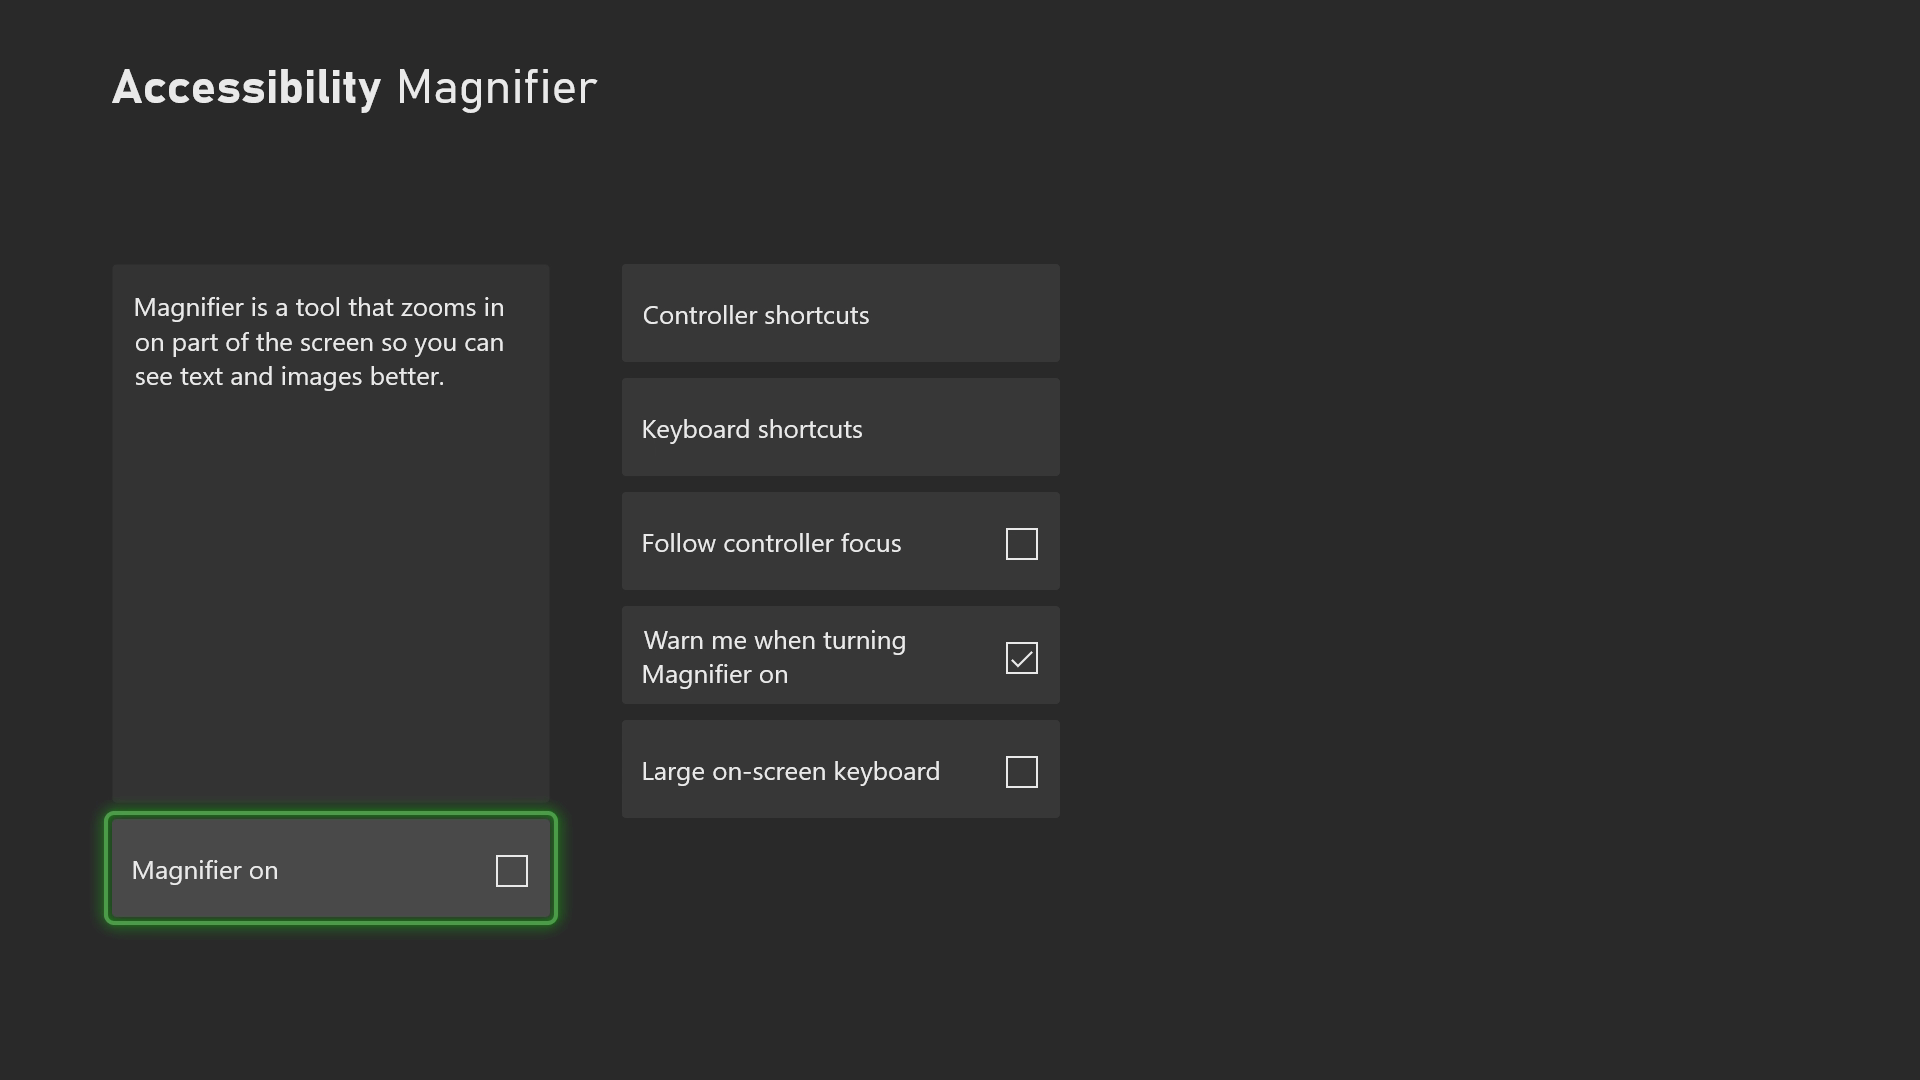 Accessibility Magnifier
Magnifier is a tool that zooms in
on part of the screen so you can
see text and images better.
Magnifier on
Controller shortcuts
Keyboard shortcuts
Follow controller focus
Warn me when turning
Magnifier on
Large on-screen keyboard